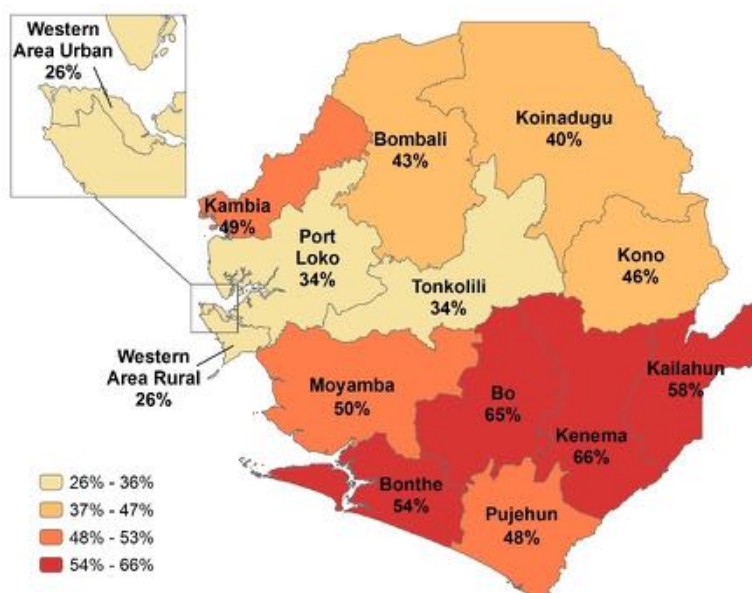 Western
Area Urban
26%
Koinadugu
40%
Bombali
43%
Kambia
49%
Port
Loko
34%
Kono
46%
Tonkolili
34%
Western
Area Rural
26%
Moyamba
50%
Bo
65%
Kailahun
58%
Kenema
66%
Bonthe
54%
Pujehun
48%
26% - 36%
37% - 47%
48% - 53%
54% - 66%